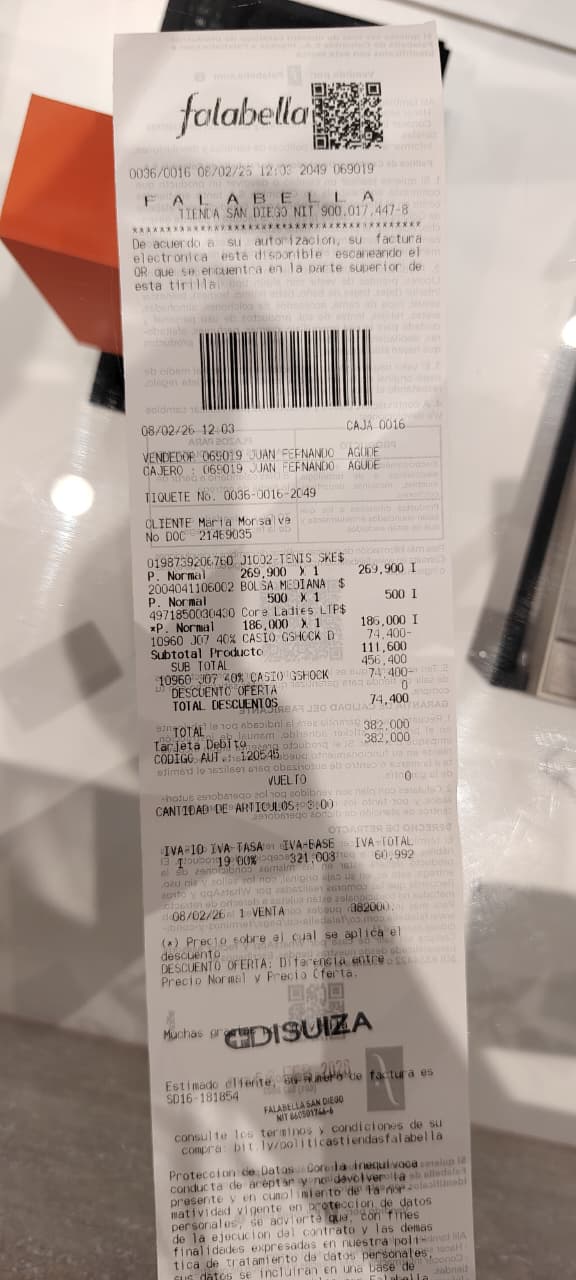 falabella
0036/0016 08/02/26 12:03 2049 069019
F A L A B E L L A
TIENDA SAN DIEGO NIT 900.017.447-8
De acuerdo a su autorizacion, su factura
electronica esta disponible escaneando el
QR que se encuentra en la parte superior de
esta tirilla
08/02/26 12 03 CAJA 0016
VENDEDOR 069019 JUAN FERNANDO AGUDE
CAJERO : 069019 JUAN FERNANDO AGUDE
TIQUETE No. 0036-0016-2049
CLIENTE Maria Monsalve
No DOC 21469035
J1002-TENIS SKE$
P. Normal 269,900 X 1 269,900 I
2004041106002 BOLSA MEDIANA $
P. Normal 500 X 1 500 I
4971850030430 Core Ladies LTP$
*P. Normal 186,000 X 1 186,000 I
10960 J07 40% CASIO GSHOCK D 74,400-
Subtotal Producto 111,600
SUB TOTAL 456,400
10960 J07 40% CASIO GSHOCK 74,400-
DESCUENTO OFERTA 0
TOTAL DESCUENTOS 74,400
TOTAL 382,000
Tarjeta Debito 382,000
CODIGO AUT.: 120545
VUELTO 0
CANTIDAD DE ARTICULOS: 3.00
IVA-ID IVA-TASA IVA-BASE IVA-TOTAL
I 19.00% 321,008 60,992
08/02/26 1 VENTA 382000.
(*) Precio sobre el cual se aplica el
descuento
DESCUENTO OFERTA: Diferencia entre
Precio Normal y Precio Oferta.
Muchas
DISUIZA
Estimado cliente, su numero de factura es
SD16-181854
FALABELLA SAN DIEGO
consulte los terminos y condiciones de su
compra: bit.ly/politicastiendasfalabella
Proteccion de Datos Con la inequivoca
conducta de aceptar y no devolver la
presente y en cumplimiento de la nor-
matividad vigente en proteccion de datos
personales, se advierte que, con fines
de la ejecucion del contrato y las demas
finalidades expresadas en nuestra poli-
tica de tratamiento de datos personales,
sus datos se incluiran en una base de